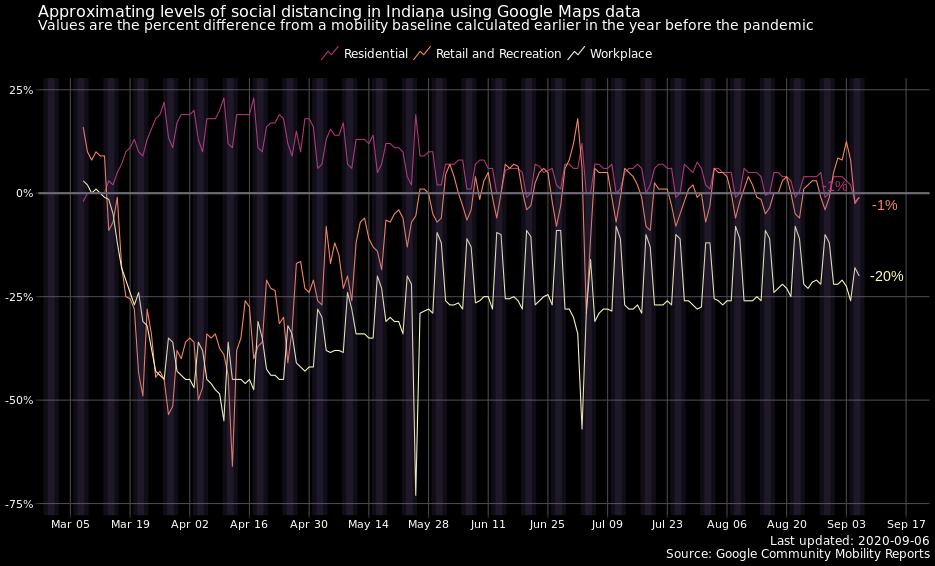 Approximating levels of social distancing in Indiana using Google Maps data
Values are the percent difference from a mobility baseline calculated earlier in the year before the pandemic
Residential Retail and Recreation Workplace
25%
0%
-25%
-50%
-75%
-1%
-20%
Mar 05 Mar 19 Apr 02 Apr 16 Apr 30 May 14 May 28 Jun 11 Jun 25 Jul 09 Jul 23 Aug 06 Aug 20 Sep 03 Sep 17
Last updated: 2020-09-06
Source: Google Community Mobility Reports